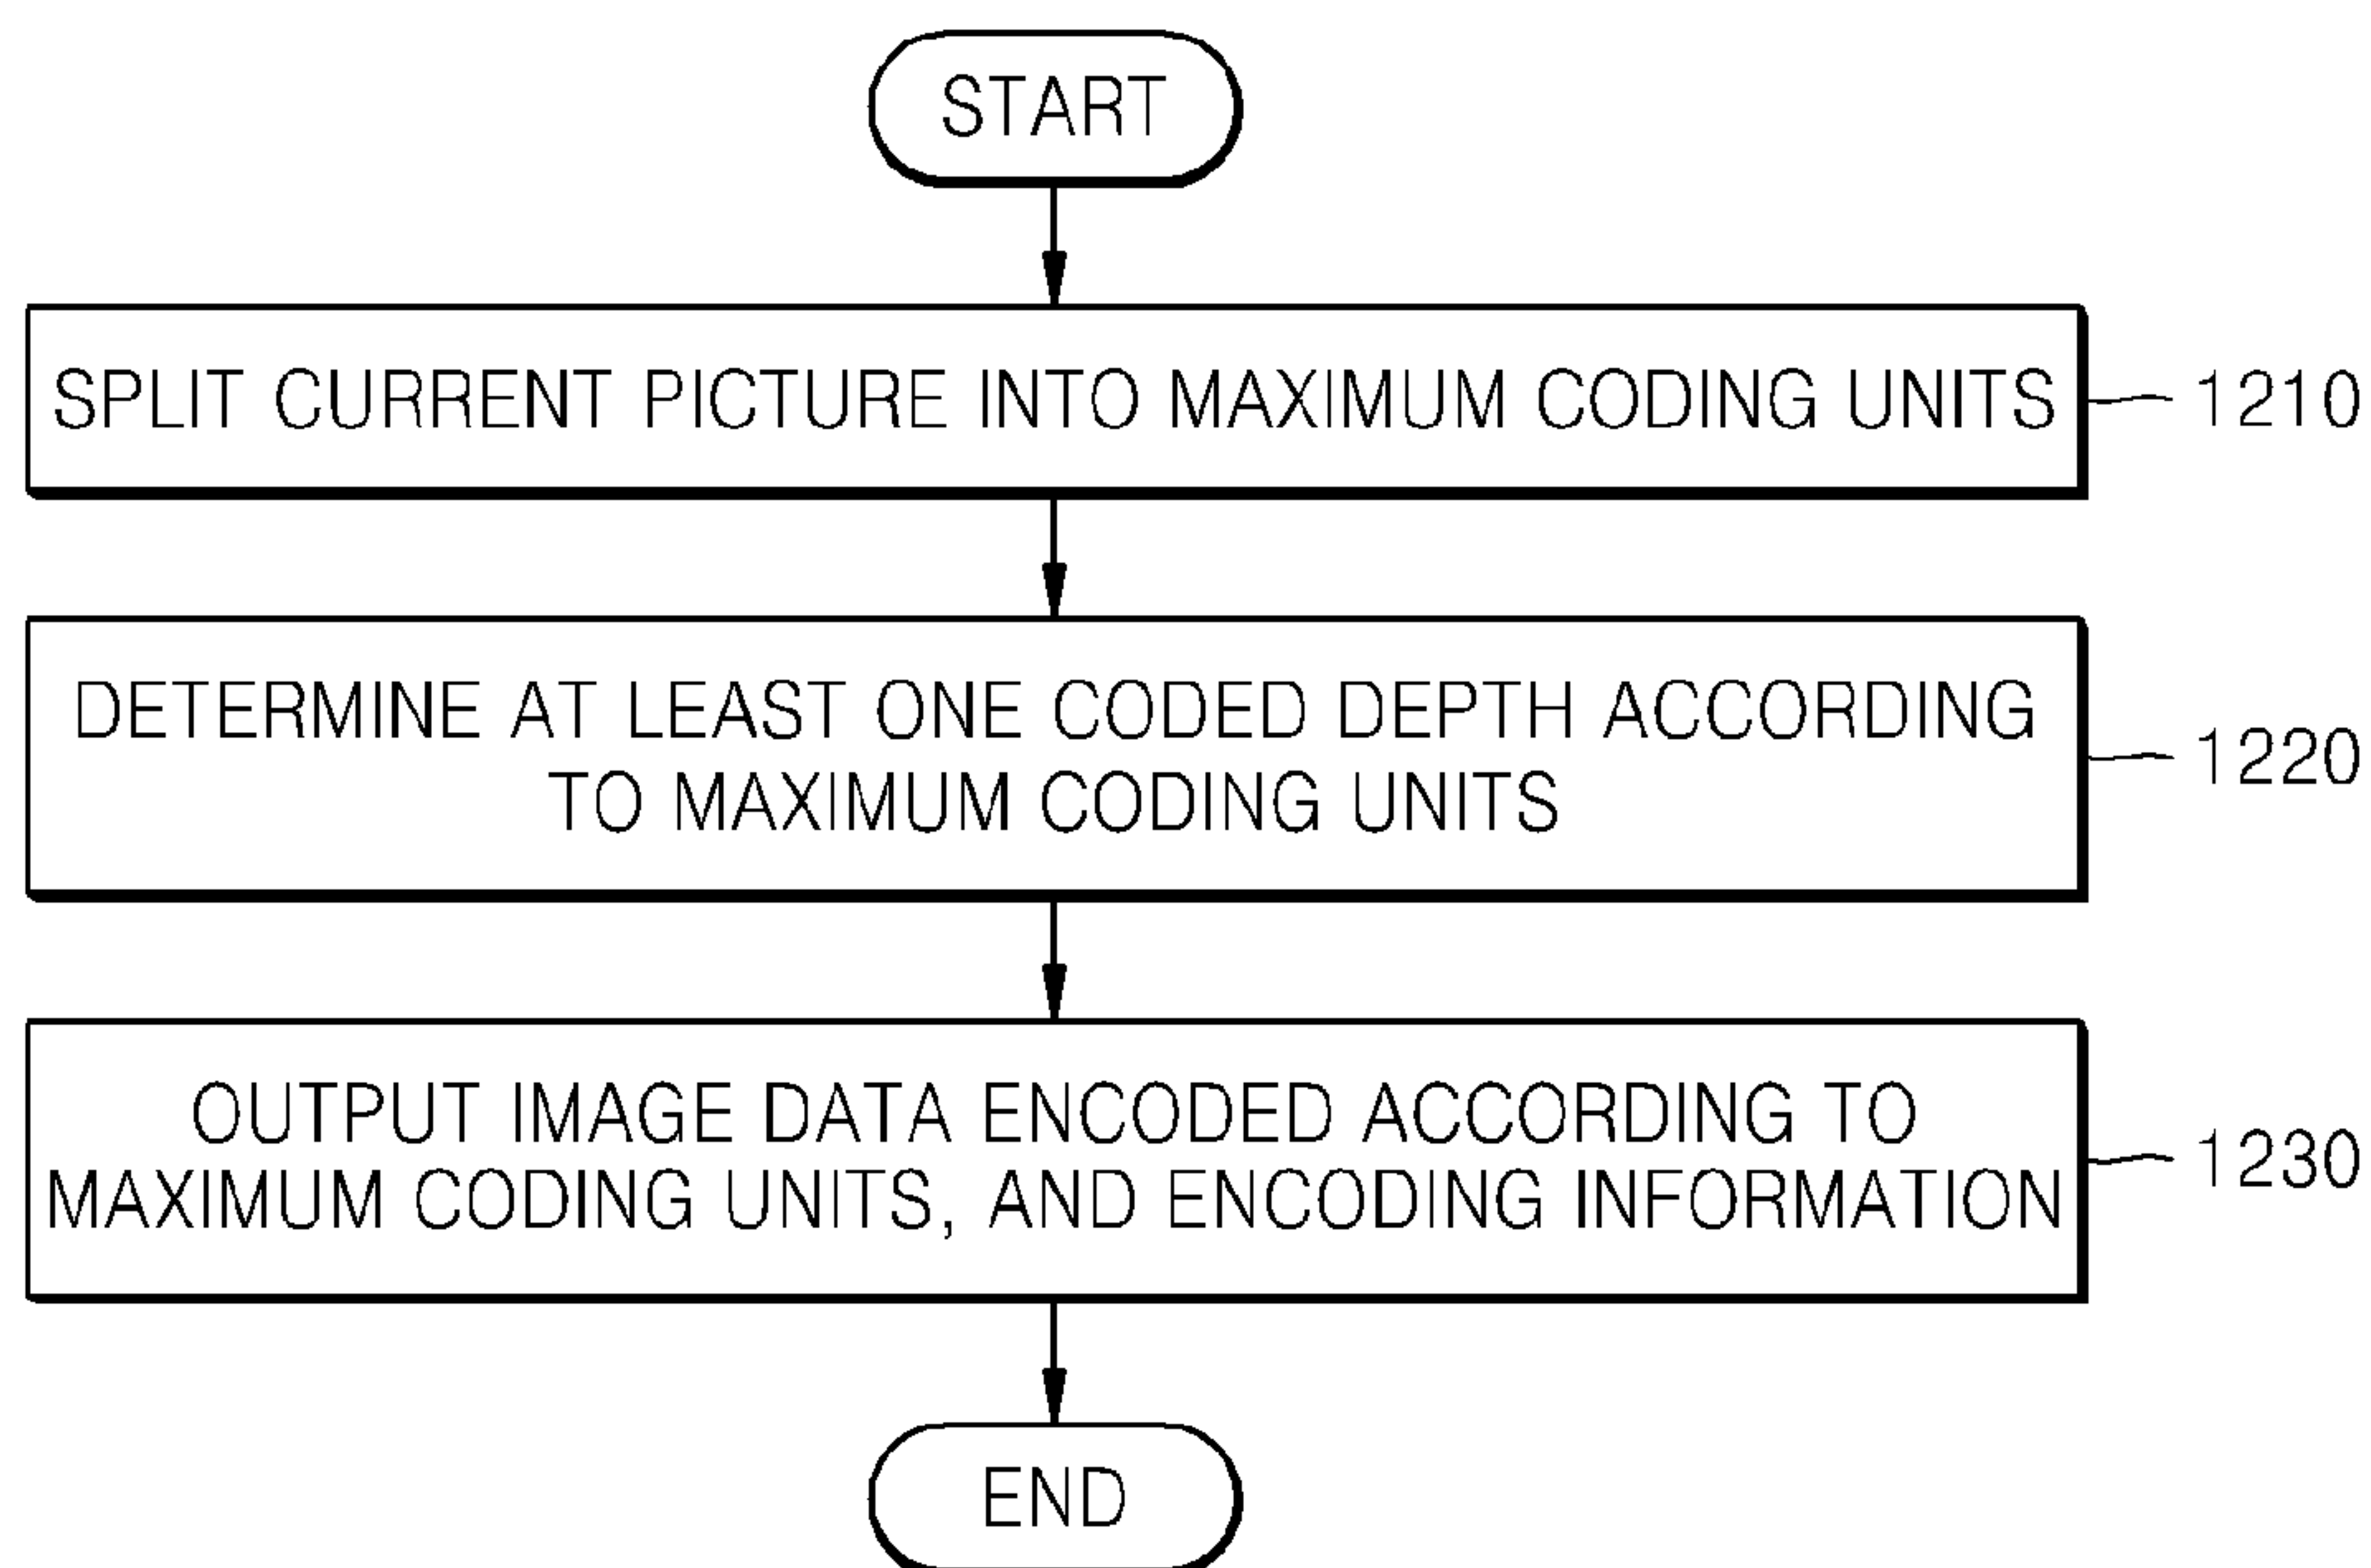 START
SPLIT CURRENT PICTURE INTO MAXIMUM CODING UNITS
1210
DETERMINE AT LEAST ONE CODED DEPTH ACCORDING
TO MAXIMUM CODING UNITS
1220
OUTPUT IMAGE DATA ENCODED ACCORDING TO
MAXIMUM CODING UNITS, AND ENCODING INFORMATION
1230
END